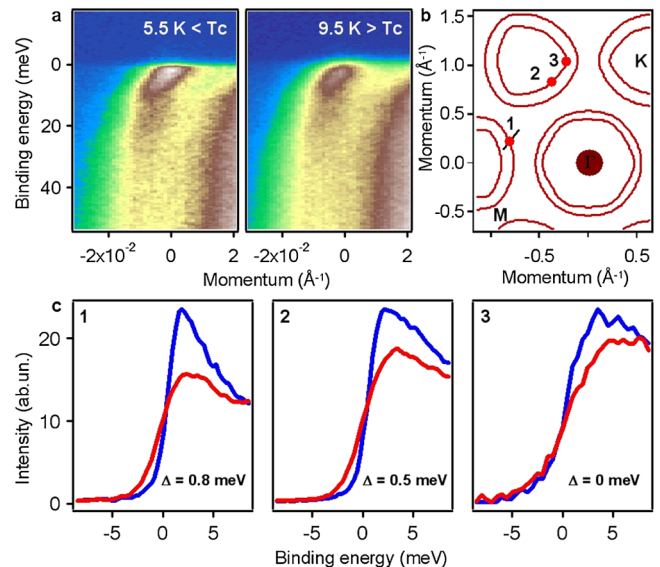 a
5.5 K < Tc
9.5 K > Tc
Binding energy (meV)
0
20
40
-2x10⁻²
0
2
-2x10⁻²
0
2
Momentum (Å⁻¹)
b
Momentum (Å⁻¹)
1.5
1.0
0.5
0.0
-0.5
3
2
K
1
Γ
M
-0.5
0.5
Momentum (Å⁻¹)
c
Intensity (ab.un.)
20
10
0
1
Δ = 0.8 meV
2
Δ = 0.5 meV
3
Δ = 0 meV
-5
0
5
-5
0
5
-5
0
5
Binding energy (meV)